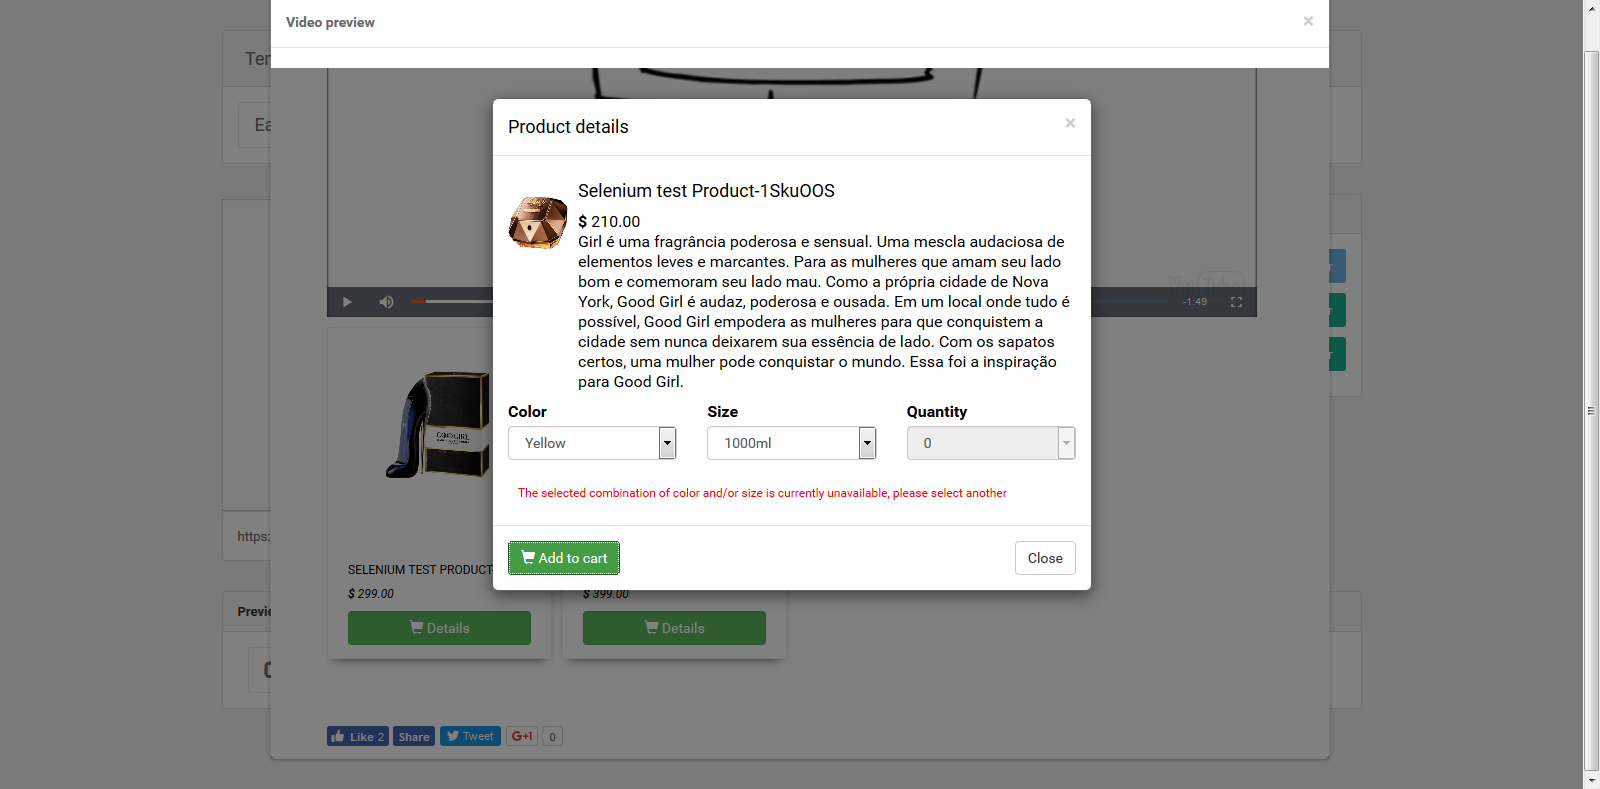 Video preview
×
Product details
×
Selenium test Product-1SkuOOS
$ 210.00
Girl é uma fragrância poderosa e sensual. Uma mescla audaciosa de
elementos leves e marcantes. Para as mulheres que amam seu lado
bom e comemoram seu lado mau. Como a própria cidade de Nova
York, Good Girl é audaz, poderosa e ousada. Em um local onde tudo é
possível, Good Girl empodera as mulheres para que conquistem a
cidade sem nunca deixarem sua essência de lado. Com os sapatos
certos, uma mulher pode conquistar o mundo. Essa foi a inspiração
para Good Girl.
Color
Size
Quantity
Yellow
1000ml
0
The selected combination of color and/or size is currently unavailable, please select another
Add to cart
Close
YouTube
-1:49
GOOD GIRL
https:
SELENIUM TEST PRODUCT
$ 299.00
$ 399.00
Details
Details
Like 2
Share
Tweet
G+1
0